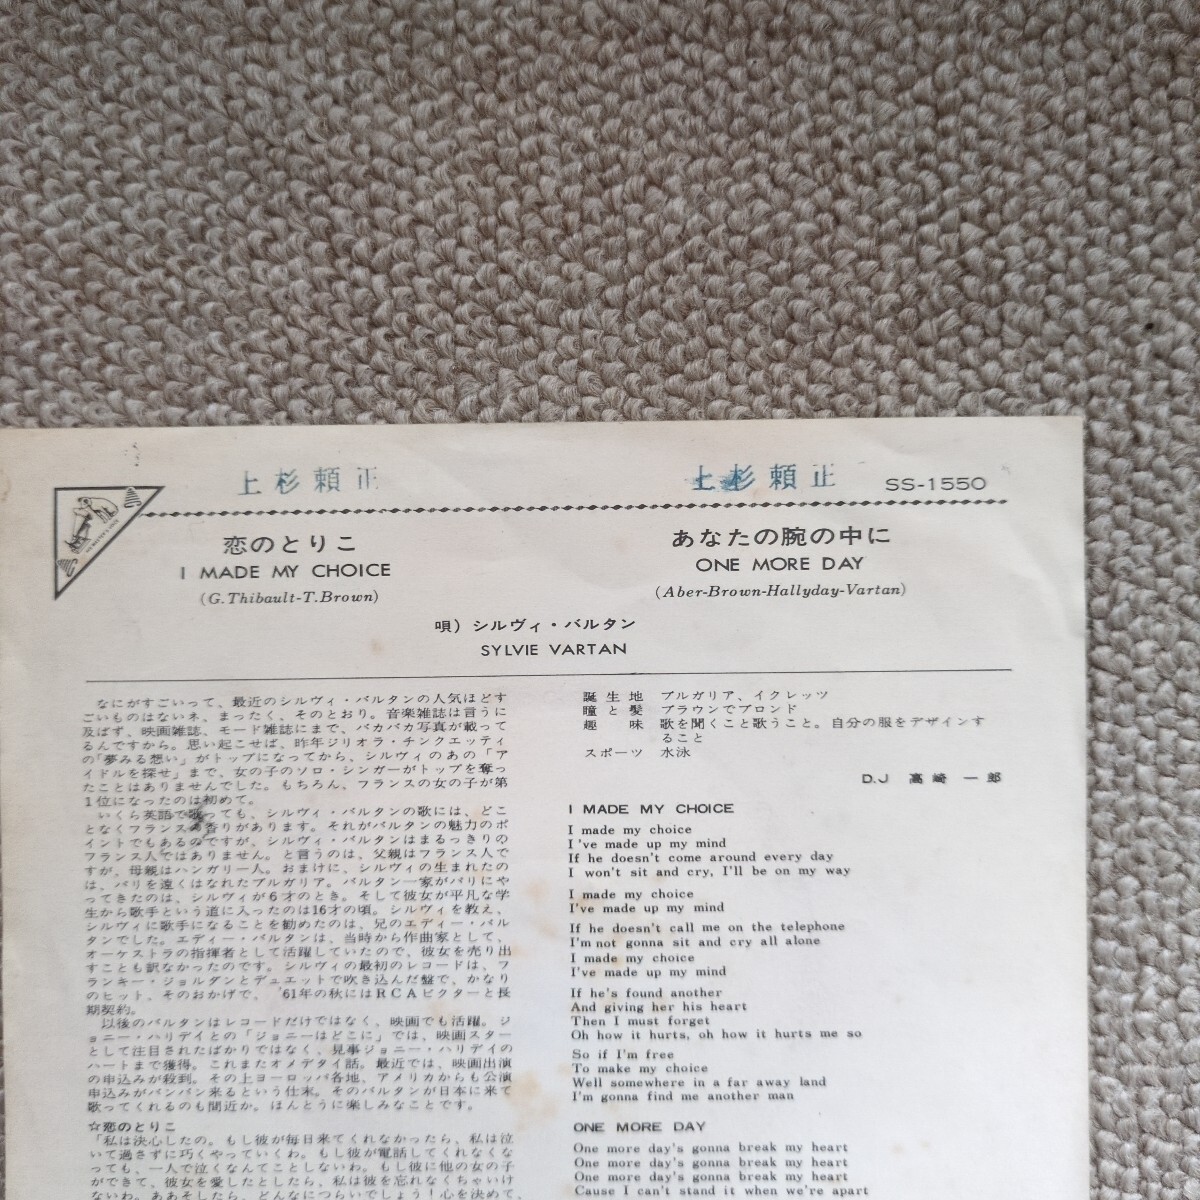 上杉頼正
上杉頼正
SS-1550
恋のとりこ
I MADE MY CHOICE
(G.Thibault-T.Brown)
あなたの腕の中に
ONE MORE DAY
(Aber-Brown-Hallyday-Vartan)
唄）シルヴィ・バルタン
SYLVIE VARTAN
なにがすごいって、最近のシルヴィ・バルタンの人気ほどす
ごいものはないネ、まったく、そのとおり。音楽雑誌は言うに
及ばず、映画雑誌、モード雑誌にまで、バカバカ写真が載って
るんですから。思い起こせば、昨年ジリオラ・チンクエッティ
の「夢みる想い」がトップになってから、シルヴィのあの「ア
イドルを探せ」まで、女の子のソロ・シンガーがトップを奪っ
たことはありませんでした。もちろん、フランスの女の子が第
1位になったのは初めて。
いくら英語で歌っても、シルヴィ・バルタンの歌には、どこ
となくフランスの香りがあります。それがバルタンの魅力のポ
イントでもあるのですが、シルヴィ・バルタンはまるっきりの
フランス人ではありません。と言うのは、父親はフランス人で
すが、母親はハンガリー人。おまけに、シルヴィの生まれたの
は、パリを遠くはなれたブルガリア。バルタン一家がパリにや
ってきたのは、シルヴィが6才のとき。そして彼女が平凡な学
生から歌手という道に入ったのは16才の頃。シルヴィを教え、
シルヴィに歌手になることを勧めたのは、兄のエディー・バル
タンでした。エディー・バルタンは、当時から作曲家として、
オーケストラの指揮者として活躍していたので、彼女を売り出
すことも訳なかったのです。シルヴィの最初のレコードは、フ
ランキー・ジョルダンとデュエットで吹き込んだ盤で、かなり
のヒット、そのおかげで、'61年の秋にはRCAビクターと長
期契約。
以後のバルタンはレコードだけではなく、映画でも活躍。ジ
ョニー・ハリデイとの「ジョニーはどこに」では、映画スター
として注目されたばかりではなく、見事ジョニー・ハリデイの
ハートまで獲得。これまたオメデタイ話。最近では、映画出演
の申込みが殺到。その上ヨーロッパ各地、アメリカからも公演
申込みがバンバン来るという仕末。そのバルタンが日本に来て
歌ってくれるのも間近か。ほんとうに楽しみなことです。
☆恋のとりこ
「私は決心したの。もし彼が毎日来てくれなかったら、私は泣
いて過さずに巧くやっていくわ。もし彼が電話してくれなくな
っても、一人で泣くなんてことしないわ。もし彼に他の女の子
ができて、彼女を愛したとしたら、私は彼を忘れなくちゃいけ
ないわ。ああそしたら、どんなにつらいでしょう！心を決めて、
誕生地 ブルガリア、イクレッツ
瞳と髪 ブラウンでブロンド
趣味 歌を聞くこと歌うこと。自分の服をデザインす
ること
スポーツ 水泳
D.J 高崎一郎
I MADE MY CHOICE
I made my choice
I've made up my mind
If he doesn't come around every day
I won't sit and cry, I'll be on my way
I made my choice
I've made up my mind
If he doesn't call me on the telephone
I'm not gonna sit and cry all alone
I made my choice
I've made up my mind
If he's found another
And giving her his heart
Then I must forget
Oh how it hurts, oh how it hurts me so
So if I'm free
To make my choice
Well somewhere in a far away land
I'm gonna find me another man
ONE MORE DAY
One more day's gonna break my heart
One more day's gonna break my heart
One more day's gonna break my heart
Cause I can't stand it when we're apart